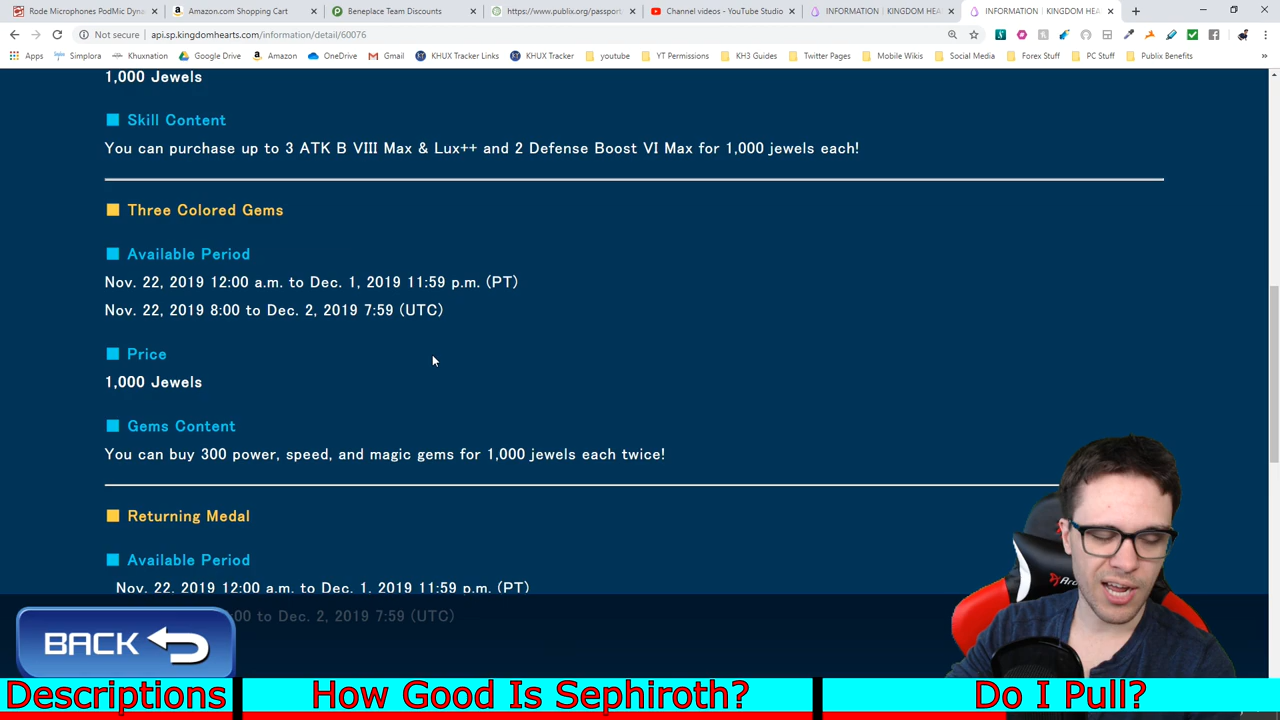 Rode Microphones PodMic Dyna
Amazon.com Shopping Cart
Beneplace Team Discounts
https://www.publix.org/passport
Channel videos - YouTube Studio
INFORMATION | KINGDOM HEA
INFORMATION | KINGDOM HEA
Not secure | api.sp.kingdomhearts.com/information/detail/60076
Apps
Simplora
Khuxnation
Google Drive
Amazon
OneDrive
Gmail
KHUX Tracker Links
KHUX Tracker
youtube
YT Permissions
KH3 Guides
Twitter Pages
Mobile Wikis
Social Media
Forex Stuff
PC Stuff
Publix Benefits
1,000 Jewels
Skill Content
You can purchase up to 3 ATK B VIII Max & Lux++ and 2 Defense Boost VI Max for 1,000 jewels each!
Three Colored Gems
Available Period
Nov. 22, 2019 12:00 a.m. to Dec. 1, 2019 11:59 p.m. (PT)
Nov. 22, 2019 8:00 to Dec. 2, 2019 7:59 (UTC)
Price
1,000 Jewels
Gems Content
You can buy 300 power, speed, and magic gems for 1,000 jewels each twice!
Returning Medal
Available Period
Nov. 22, 2019 12:00 a.m. to Dec. 1, 2019 11:59 p.m. (PT)
:00 to Dec. 2, 2019 7:59 (UTC)
BACK
Descriptions
How Good Is Sephiroth?
Do I Pull?